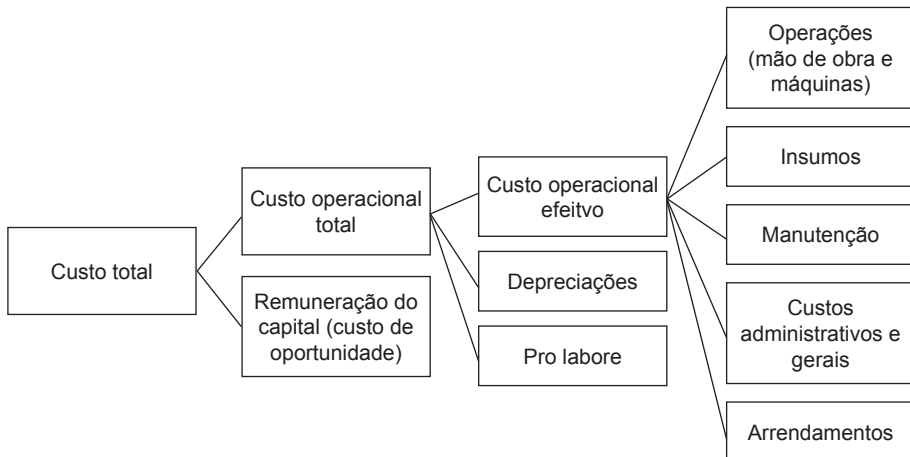 Custo total
Custo operacional
total
Remuneração do
capital (custo de
oportunidade)
Custo operacional
efeitvo
Depreciações
Pro labore
Operações
(mão de obra e
máquinas)
Insumos
Manutenção
Custos
administrativos e
gerais
Arrendamentos